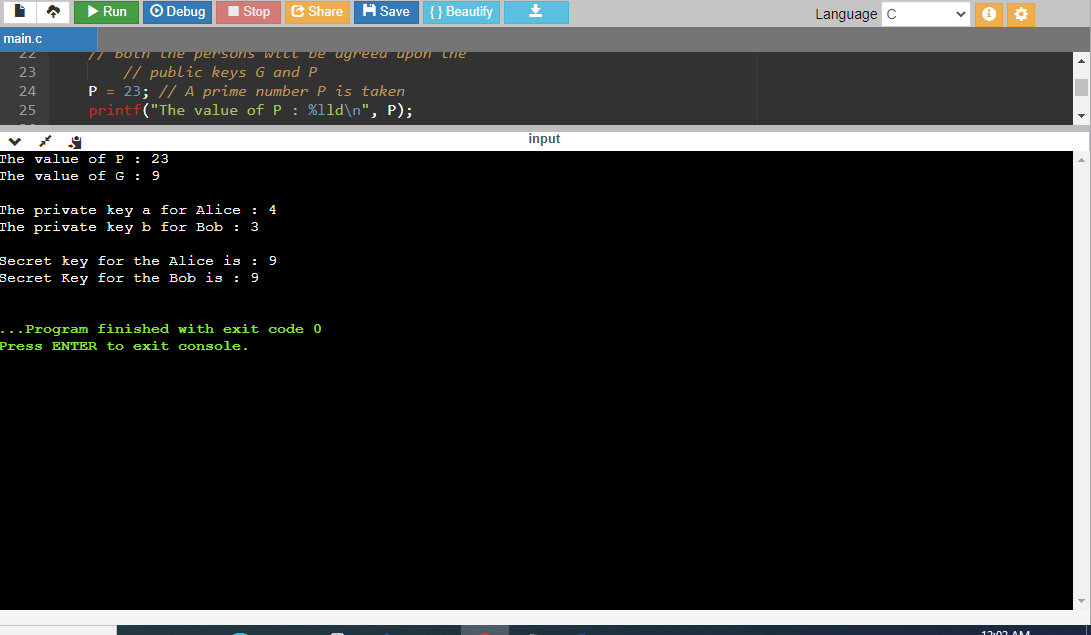 Run Debug Stop Share Save { } Beautify
Language C
main.c
22 // Both the persons will be agreed upon the
23 // public keys G and P
24 P = 23; // A prime number P is taken
25 printf("The value of P : %lld\n", P);
input
The value of P : 23
The value of G : 9
The private key a for Alice : 4
The private key b for Bob : 3
Secret key for the Alice is : 9
Secret Key for the Bob is : 9
...Program finished with exit code 0
Press ENTER to exit console.
12:02 AM